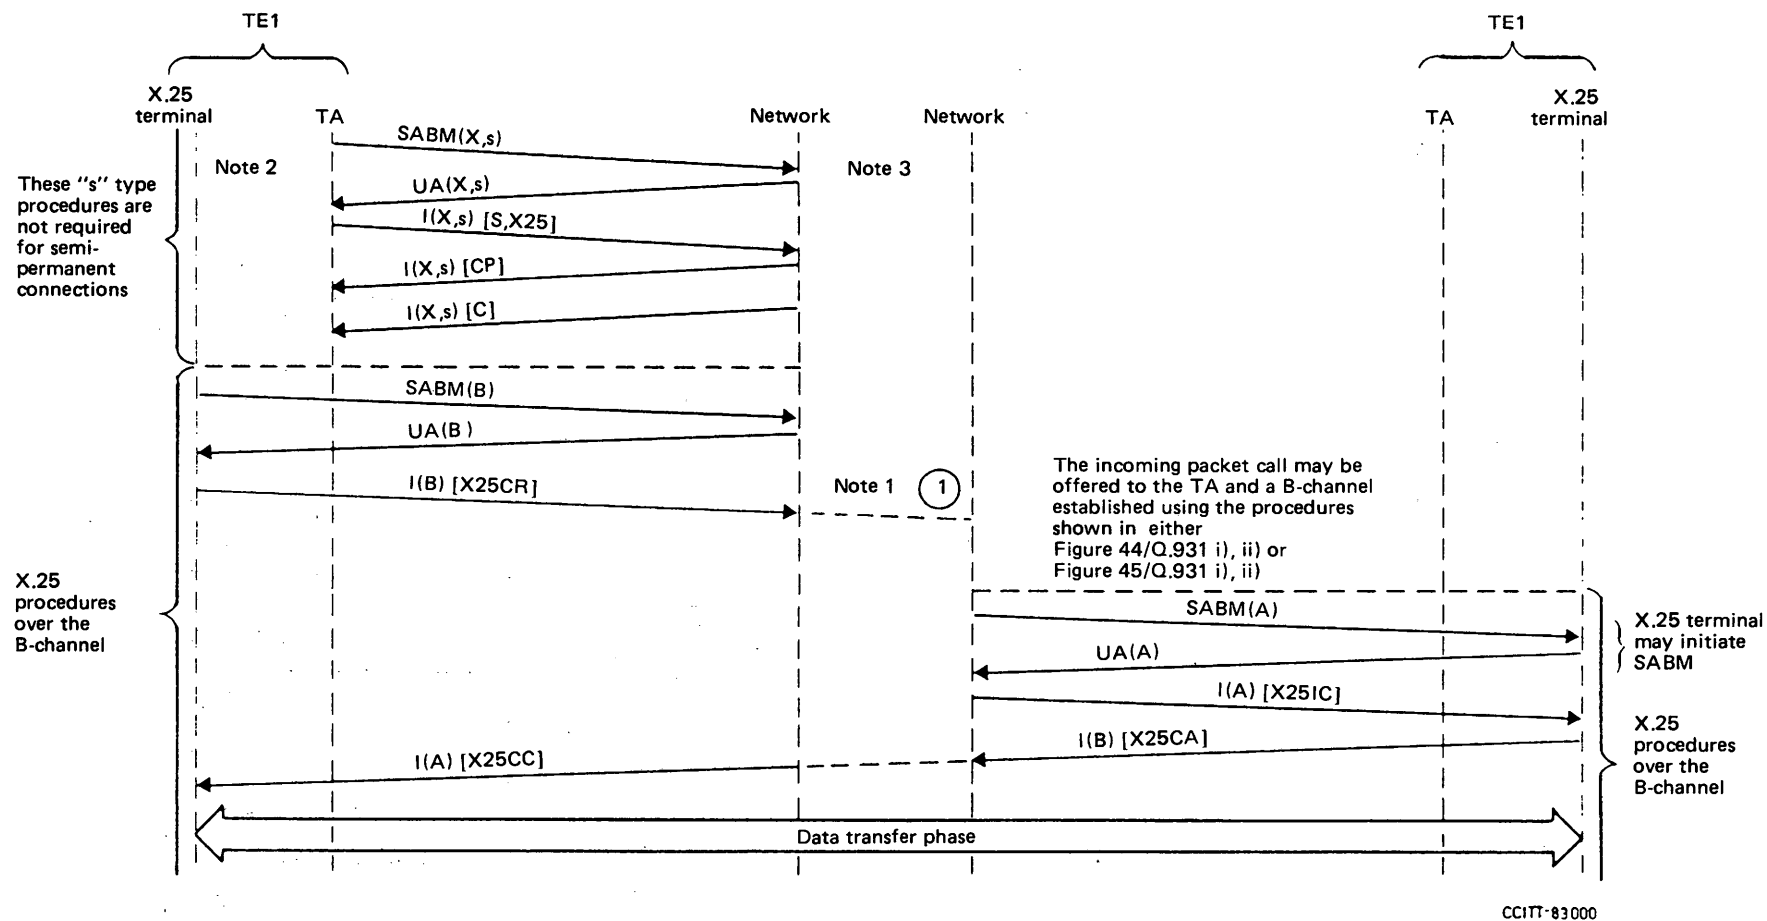 TE1
TE1
X.25
terminal
TA
Network
Network
TA
X.25
terminal
SABM(X,s)
Note 2
Note 3
These "s" type
procedures are
not required
for semi-
permanent
connections
UA(X,s)
I(X,s) [S,X25]
I(X,s) [CP]
I(X,s) [C]
SABM(B)
UA(B)
I(B) [X25CR]
Note 1
1
The incoming packet call may be
offered to the TA and a B-channel
established using the procedures
shown in either
Figure 44/Q.931 i), ii) or
Figure 45/Q.931 i), ii)
X.25
procedures
over the
B-channel
SABM(A)
UA(A)
X.25 terminal
may initiate
SABM
I(A) [X25IC]
I(B) [X25CA]
I(A) [X25CC]
X.25
procedures
over the
B-channel
Data transfer phase
CCITT-83000